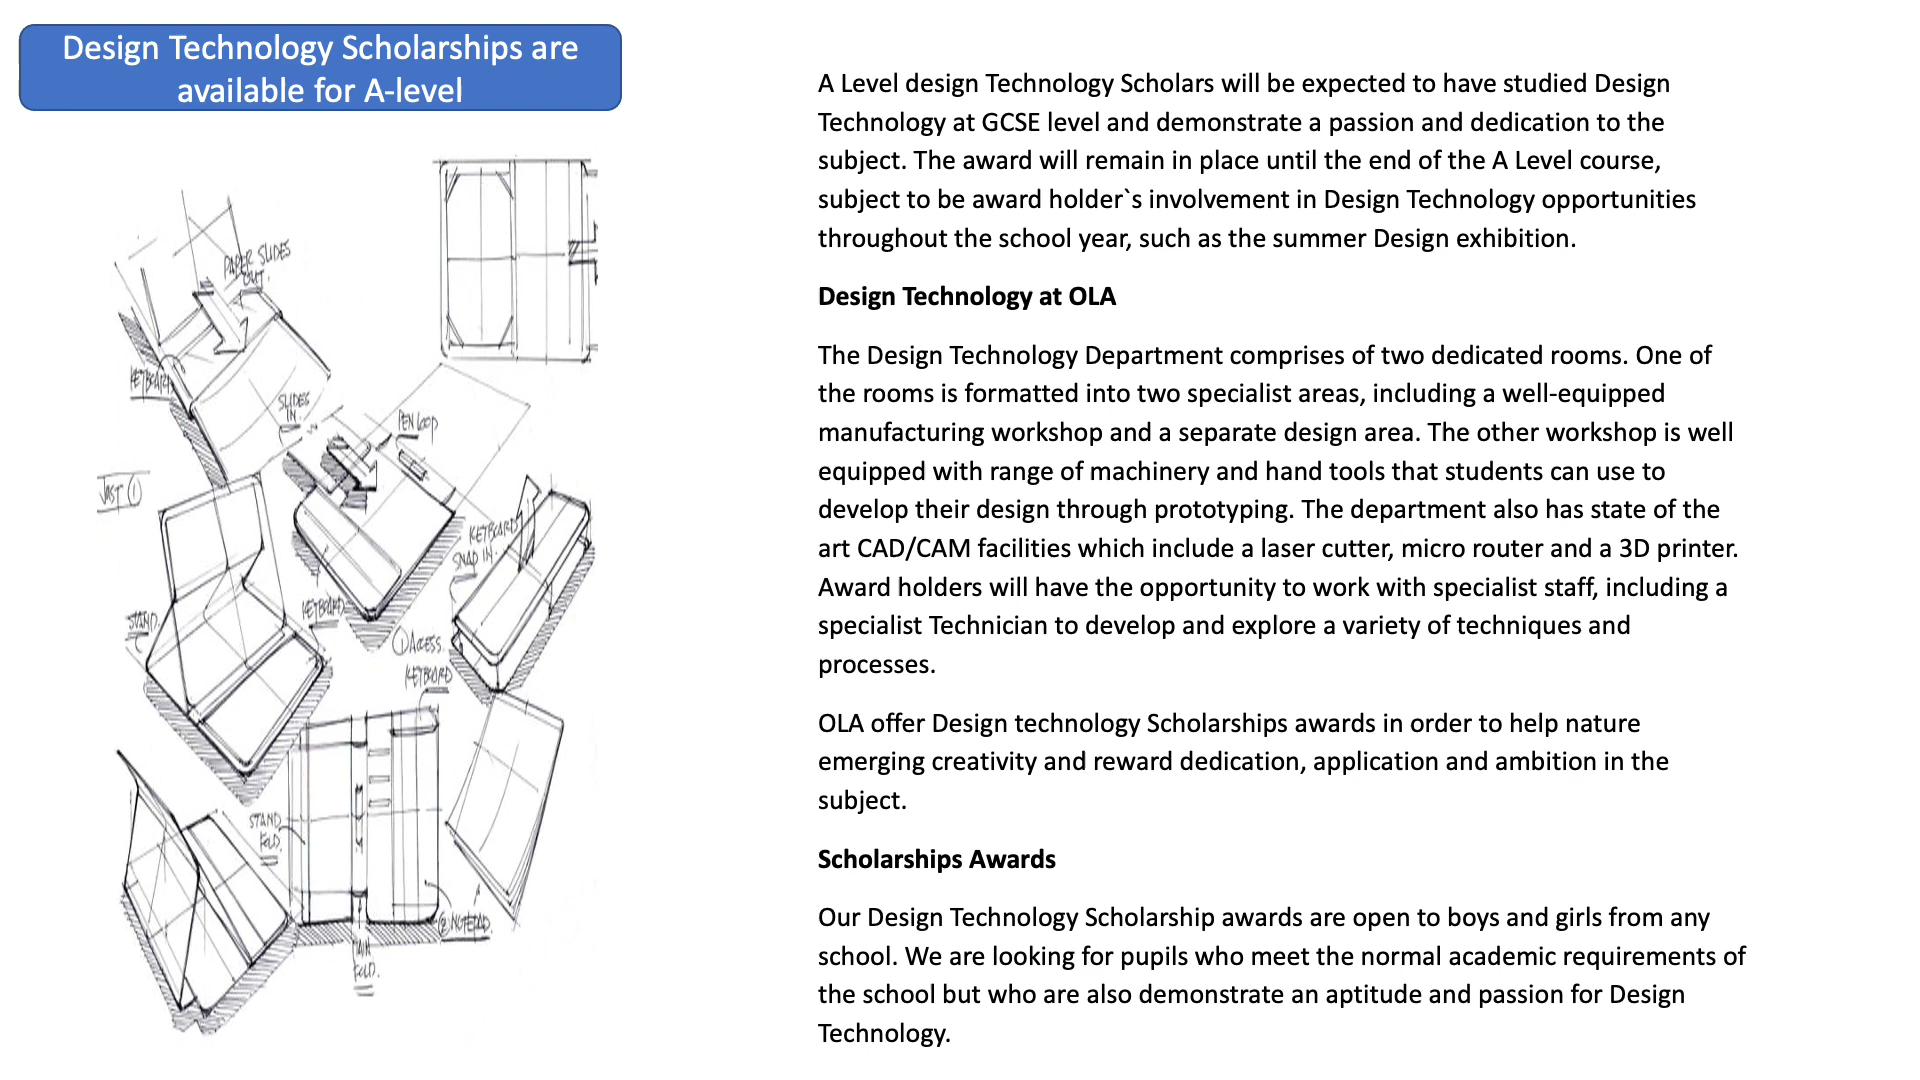 Design Technology Scholarships are
available for A-level
PAPER SLIDES
OUT.
KEYBOARD
SLIDES
IN.
PEN LOOP
KEYBOARD
SNAP IN.
STAND.
KEYBOARD
① ACCESS.
KEYBOARD
STAND
FOLD.
② NOTEPAD.
MAIN
FOLD.
A Level design Technology Scholars will be expected to have studied Design
Technology at GCSE level and demonstrate a passion and dedication to the
subject. The award will remain in place until the end of the A Level course,
subject to be award holder`s involvement in Design Technology opportunities
throughout the school year, such as the summer Design exhibition.
Design Technology at OLA
The Design Technology Department comprises of two dedicated rooms. One of
the rooms is formatted into two specialist areas, including a well-equipped
manufacturing workshop and a separate design area. The other workshop is well
equipped with range of machinery and hand tools that students can use to
develop their design through prototyping. The department also has state of the
art CAD/CAM facilities which include a laser cutter, micro router and a 3D printer.
Award holders will have the opportunity to work with specialist staff, including a
specialist Technician to develop and explore a variety of techniques and
processes.
OLA offer Design technology Scholarships awards in order to help nature
emerging creativity and reward dedication, application and ambition in the
subject.
Scholarships Awards
Our Design Technology Scholarship awards are open to boys and girls from any
school. We are looking for pupils who meet the normal academic requirements of
the school but who are also demonstrate an aptitude and passion for Design
Technology.